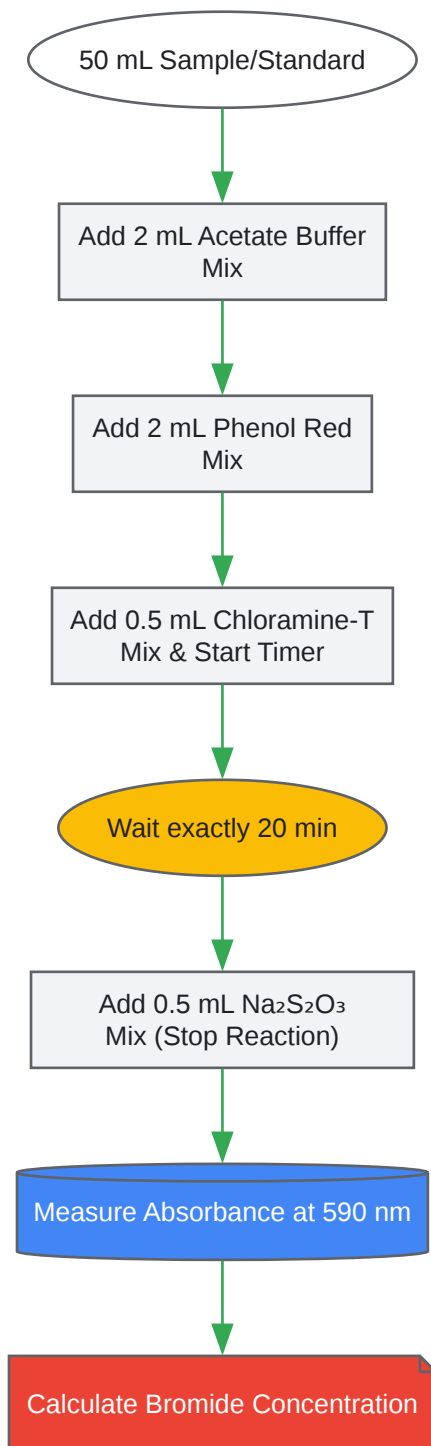 50 mL Sample/Standard
Add 2 mL Acetate Buffer
Mix
Add 2 mL Phenol Red
Mix
Add 0.5 mL Chloramine-T
Mix & Start Timer
Wait exactly 20 min
Add 0.5 mL Na₂S₂O₃
Mix (Stop Reaction)
Measure Absorbance at 590 nm
Calculate Bromide Concentration